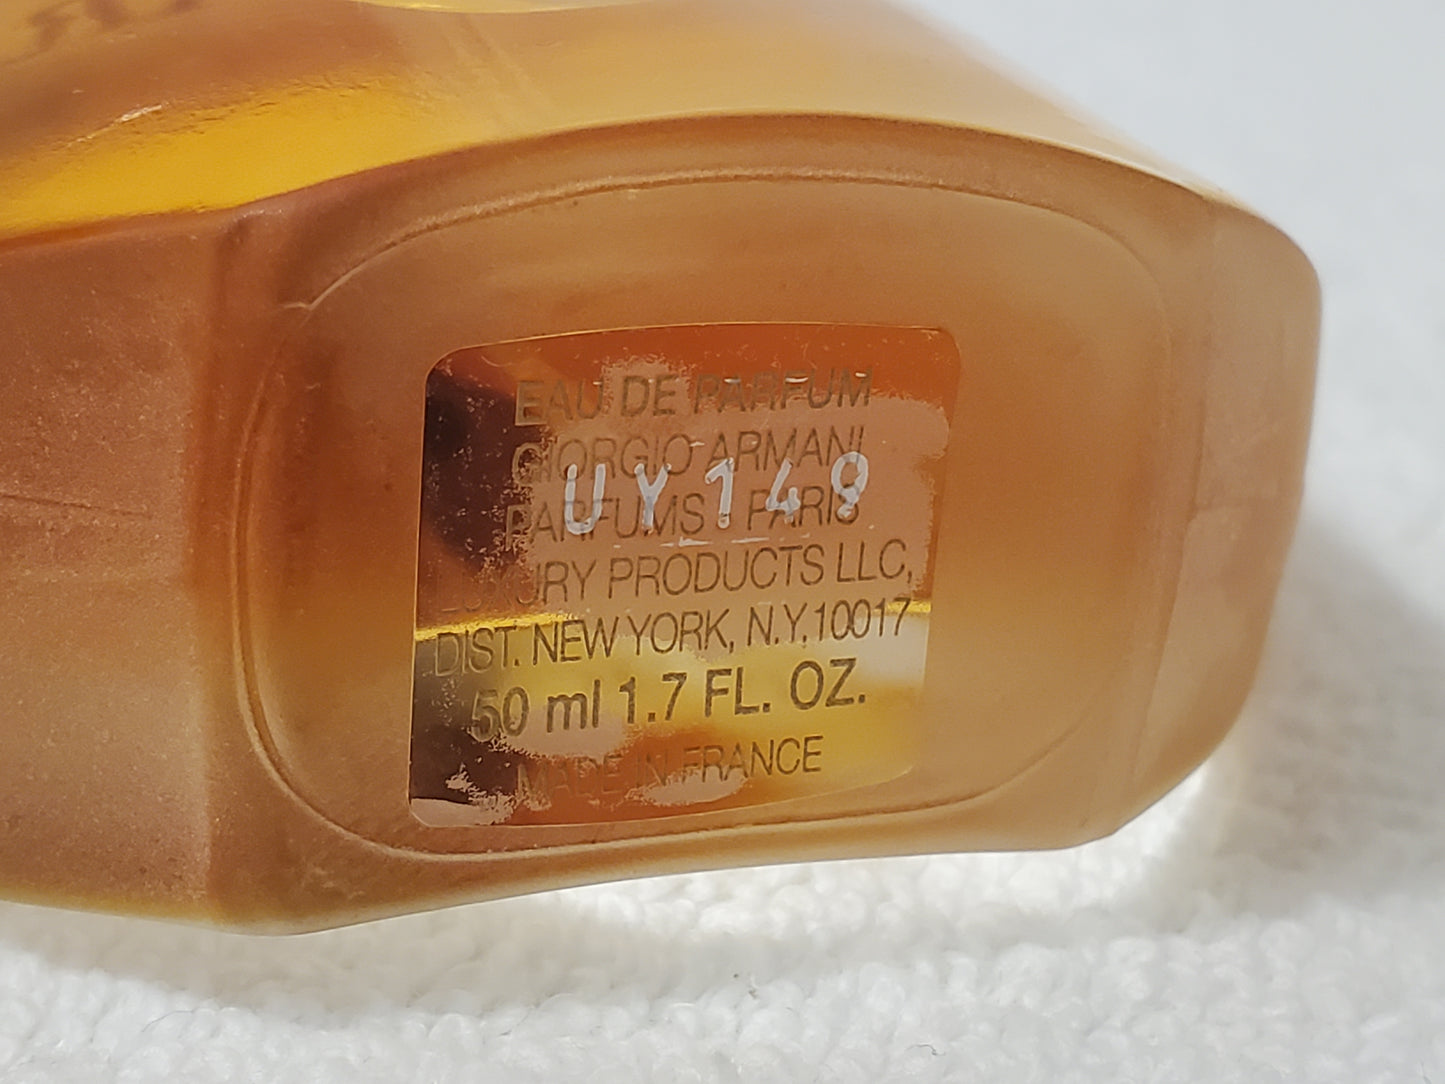 EAU DE PARFUM
GIORGIO ARMANI
UY149
PARFUMS - PARIS
LUXURY PRODUCTS LLC,
DIST. NEW YORK, N.Y.10017
50 ml 1.7 FL. OZ.
MADE IN FRANCE